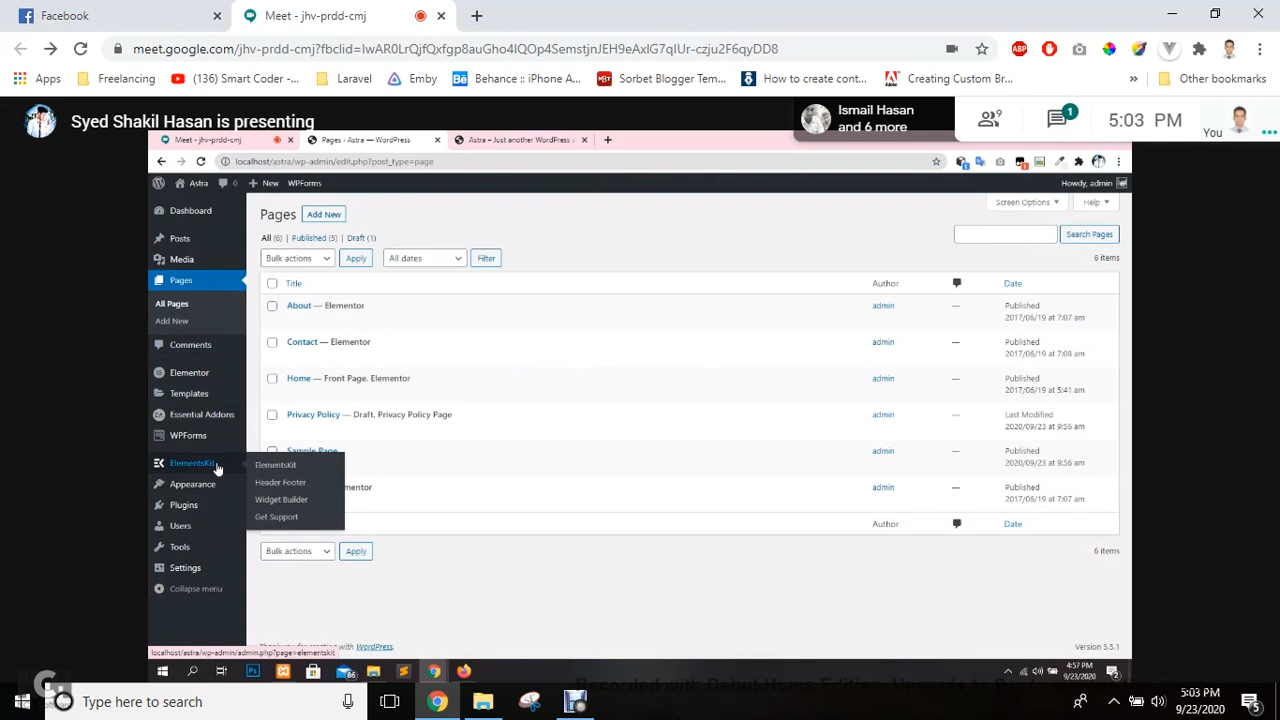 Facebook
Meet - jhv-prdd-cmj
meet.google.com/jhv-prdd-cmj?fbclid=IwAR0LrQjfQxfgp8auGho4IQOp4SemstjnJEH9eAxIG7qIUr-czju2F6qyDD8
Apps
Freelancing
(136) Smart Coder -...
Laravel
Emby
Behance :: iPhone A...
Sorbet Blogger Tem...
How to create cont...
Creating Custom Br...
Other bookmarks
Syed Shakil Hasan is presenting
Ismail Hasan
and 6 more
9
1
5:03 PM
You
Meet - jhv-prdd-cmj
Pages ‹ Astra — WordPress
Astra – Just another WordPress
localhost/astra/wp-admin/edit.php?post_type=page
Astra
0
New
WPForms
Howdy, admin
Dashboard
Posts
Media
Pages
All Pages
Add New
Comments
Elementor
Templates
Essential Addons
WPForms
ElementsKit
Appearance
Plugins
Users
Tools
Settings
Collapse menu
ElementsKit
Header Footer
Widget Builder
Get Support
Pages
Add New
Screen Options
Help
All (6) | Published (5) | Draft (1)
Search Pages
Bulk actions
Apply
All dates
Filter
6 items
Title
Author
Date
About — Elementor
admin
—
Published
2017/06/19 at 7:07 am
Contact — Elementor
admin
—
Published
2017/06/19 at 7:08 am
Home — Front Page, Elementor
admin
—
Published
2017/06/19 at 5:41 am
Privacy Policy — Draft, Privacy Policy Page
admin
—
Last Modified
2020/09/23 at 9:56 am
Sample Page
admin
—
Published
2020/09/23 at 9:56 am
admin
—
Published
2017/06/19 at 7:07 am
Author
Date
Bulk actions
Apply
6 items
WordPress.
Version 5.5.1
localhost/astra/wp-admin/admin.php?page=elementskit
86
4:57 PM
9/23/2020
2
Type here to search
5:03 PM
9/23/2020
5